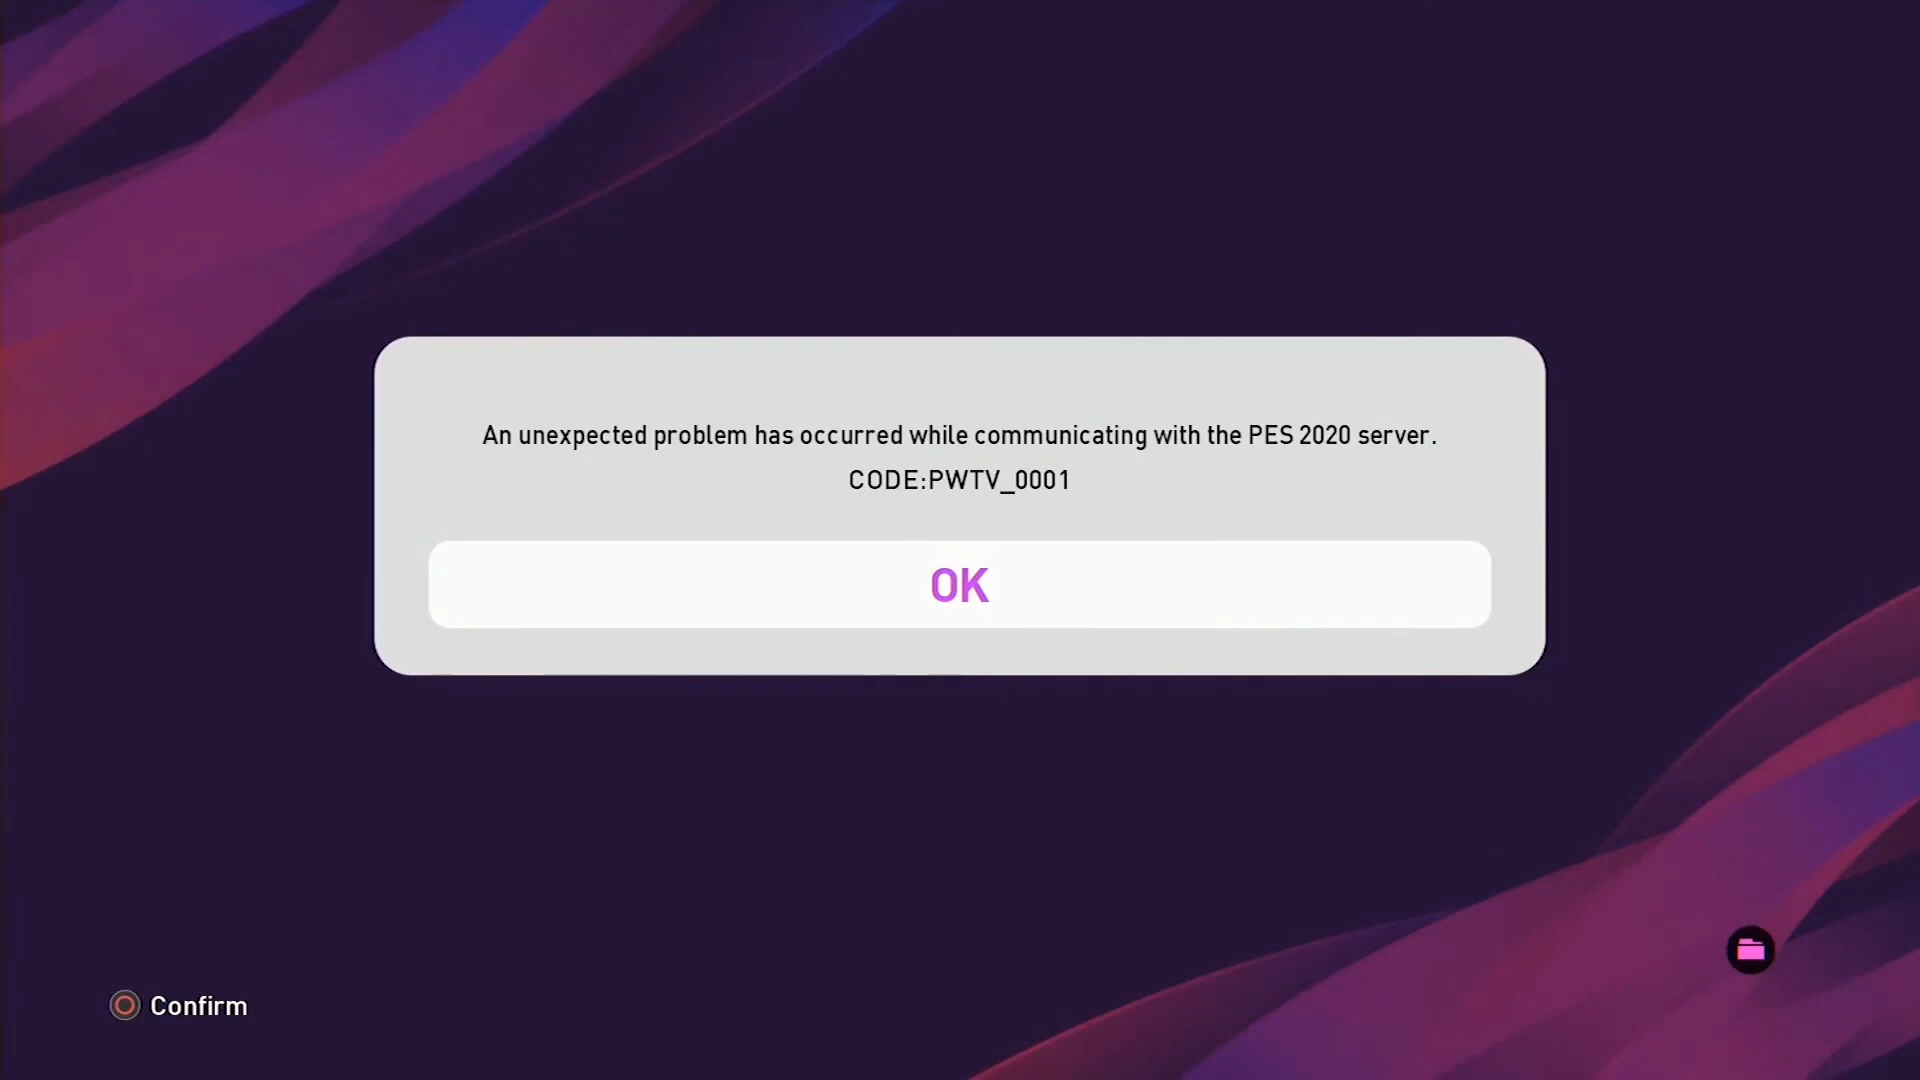 An unexpected problem has occurred while communicating with the PES 2020 server.
CODE:PWTV_0001
OK
Confirm